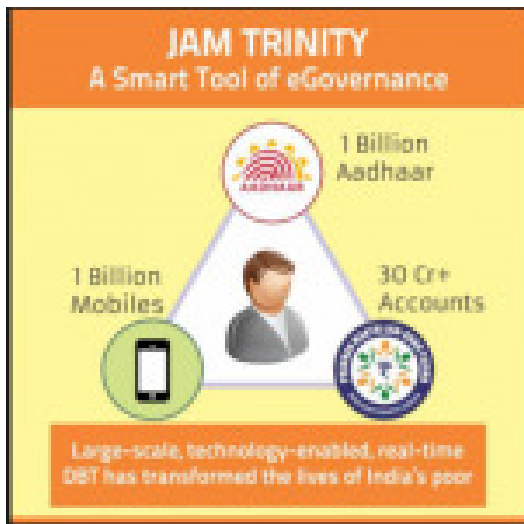 JAM TRINITY
A Smart Tool of eGovernance
1 Billion
Aadhaar
AADHAAR
1 Billion
Mobiles
30 Cr+
Accounts
Large-scale, technology-enabled, real-time
DBT has transformed the lives of India's poor